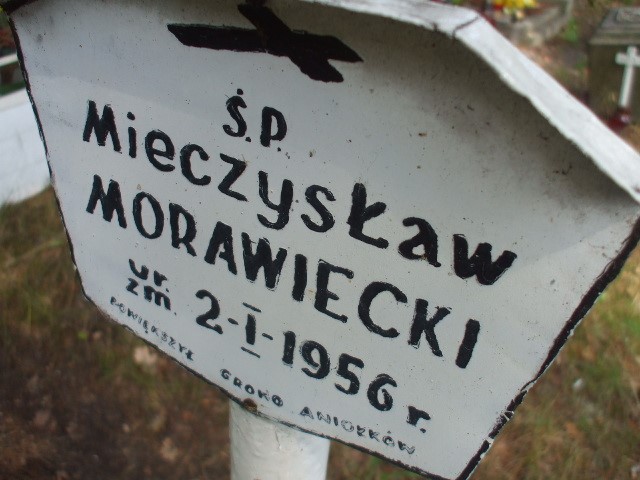 Ś.P.
Mieczysław
MORAWIECKI
ur.
zm. 2-I-1956 r.
POWIĘKSZYŁ GRONO ANIOŁKÓW